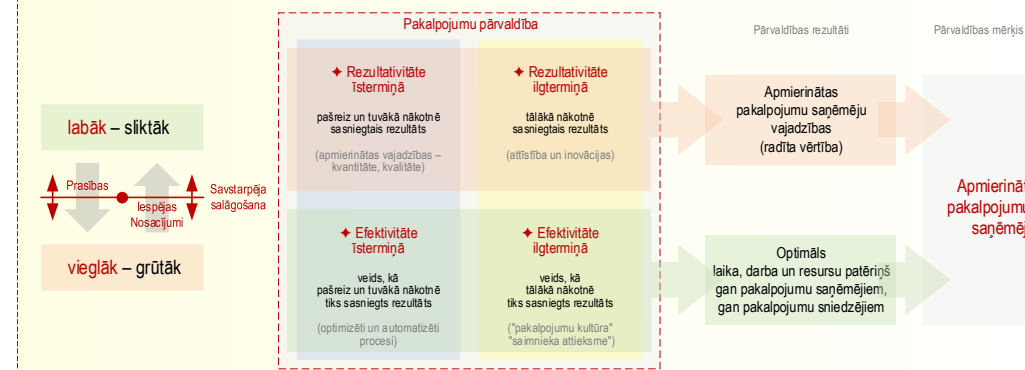 Pakalpojumu pārvaldība
Pārvaldības rezultāti
Pārvaldības mērķis
labāk – sliktāk
Prasības
Iespējas
Nosacījumi
Savstarpēja
salāgošana
vieglāk – grūtāk
✦ Rezultativitāte
īstermiņā
pašreiz un tuvākā nākotnē
sasniegtais rezultāts
(apmierinātas vajadzības –
kvantitāte, kvalitāte)
✦ Rezultativitāte
ilgtermiņā
tālākā nākotnē
sasniegtais rezultāts
(attīstība un inovācijas)
✦ Efektivitāte
īstermiņā
veids, kā
pašreiz un tuvākā nākotnē
tiks sasniegts rezultāts
(optimizēti un automatizēti
procesi)
✦ Efektivitāte
ilgtermiņā
veids, kā
tālākā nākotnē
tiks sasniegts rezultāts
("pakalpojumu kultūra"
"saimnieka attieksme")
Apmierinātas
pakalpojumu saņēmēju
vajadzības
(radīta vērtība)
Optimāls
laika, darba un resursu patēriņš
gan pakalpojumu saņēmējiem,
gan pakalpojumu sniedzējiem
pakalpojumu